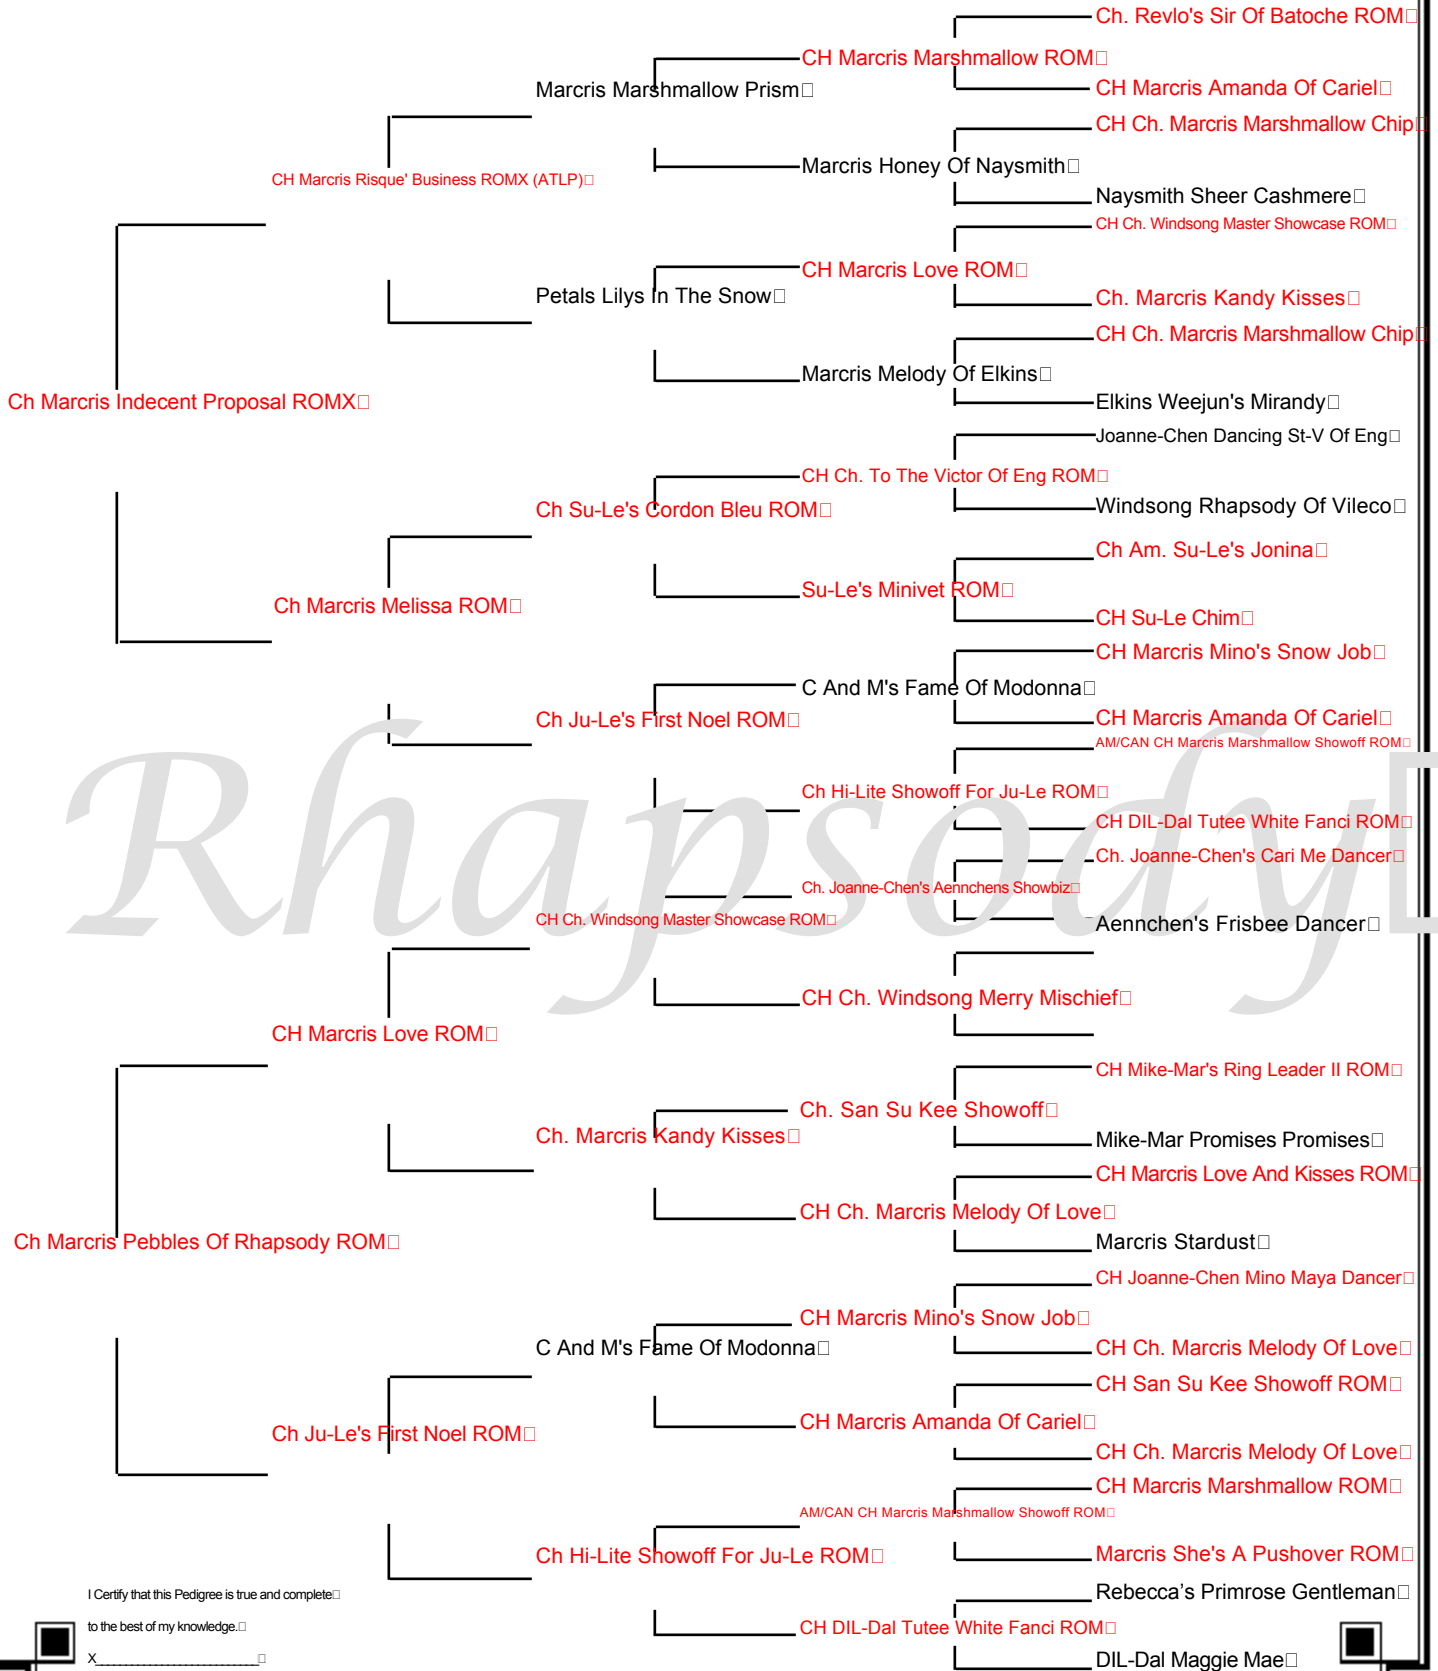 Ch. Revlo's Sir Of Batoche ROM
CH Marcris Marshmallow ROM
Marcris Marshmallow Prism
CH Marcris Amanda Of Cariel
CH Ch. Marcris Marshmallow Chip
Marcris Honey Of Naysmith
CH Marcris Risque' Business ROMX (ATLP)
Naysmith Sheer Cashmere
CH Ch. Windsong Master Showcase ROM
CH Marcris Love ROM
Petals Lilys In The Snow
Ch. Marcris Kandy Kisses
CH Ch. Marcris Marshmallow Chip
Marcris Melody Of Elkins
Ch Marcris Indecent Proposal ROMX
Elkins Weejun's Mirandy
Joanne-Chen Dancing St-V Of Eng
CH Ch. To The Victor Of Eng ROM
Ch Su-Le's Cordon Bleu ROM
Windsong Rhapsody Of Vileco
Ch Am. Su-Le's Jonina
Su-Le's Minivet ROM
Ch Marcris Melissa ROM
CH Su-Le Chim
CH Marcris Mino's Snow Job
C And M's Fame Of Modonna
Ch Ju-Le's First Noel ROM
CH Marcris Amanda Of Cariel
AM/CAN CH Marcris Marshmallow Showoff ROM
Ch Hi-Lite Showoff For Ju-Le ROM
CH DIL-Dal Tutee White Fanci ROM
Rhapsody
Ch. Joanne-Chen's Cari Me Dancer
Ch. Joanne-Chen's Aennchens Showbiz
CH Ch. Windsong Master Showcase ROM
Aennchen's Frisbee Dancer
CH Ch. Windsong Merry Mischief
CH Marcris Love ROM
CH Mike-Mar's Ring Leader II ROM
Ch. San Su Kee Showoff
Ch. Marcris Kandy Kisses
Mike-Mar Promises Promises
CH Marcris Love And Kisses ROM
CH Ch. Marcris Melody Of Love
Ch Marcris Pebbles Of Rhapsody ROM
Marcris Stardust
CH Joanne-Chen Mino Maya Dancer
CH Marcris Mino's Snow Job
C And M's Fame Of Modonna
CH Ch. Marcris Melody Of Love
CH San Su Kee Showoff ROM
CH Marcris Amanda Of Cariel
Ch Ju-Le's First Noel ROM
CH Ch. Marcris Melody Of Love
CH Marcris Marshmallow ROM
AM/CAN CH Marcris Marshmallow Showoff ROM
Ch Hi-Lite Showoff For Ju-Le ROM
Marcris She's A Pushover ROM
Rebecca’s Primrose Gentleman
CH DIL-Dal Tutee White Fanci ROM
DIL-Dal Maggie Mae
I Certify that this Pedigree is true and complete
to the best of my knowledge.
X__________________________